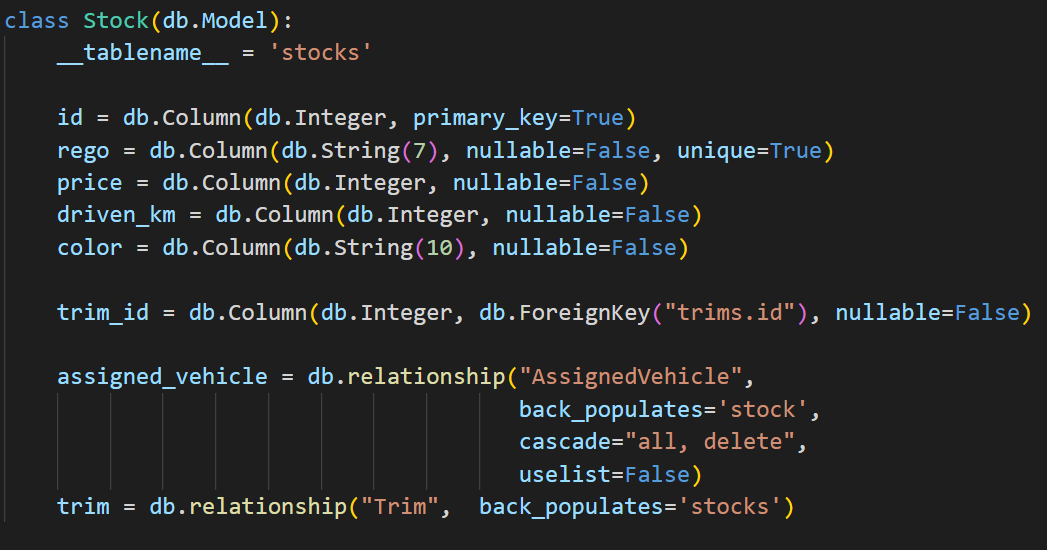 class Stock(db.Model):
    __tablename__ = 'stocks'

    id = db.Column(db.Integer, primary_key=True)
    rego = db.Column(db.String(7), nullable=False, unique=True)
    price = db.Column(db.Integer, nullable=False)
    driven_km = db.Column(db.Integer, nullable=False)
    color = db.Column(db.String(10), nullable=False)

    trim_id = db.Column(db.Integer, db.ForeignKey("trims.id"), nullable=False)

    assigned_vehicle = db.relationship("AssignedVehicle",
                                       back_populates='stock',
                                       cascade="all, delete",
                                       uselist=False)
    trim = db.relationship("Trim",  back_populates='stocks')